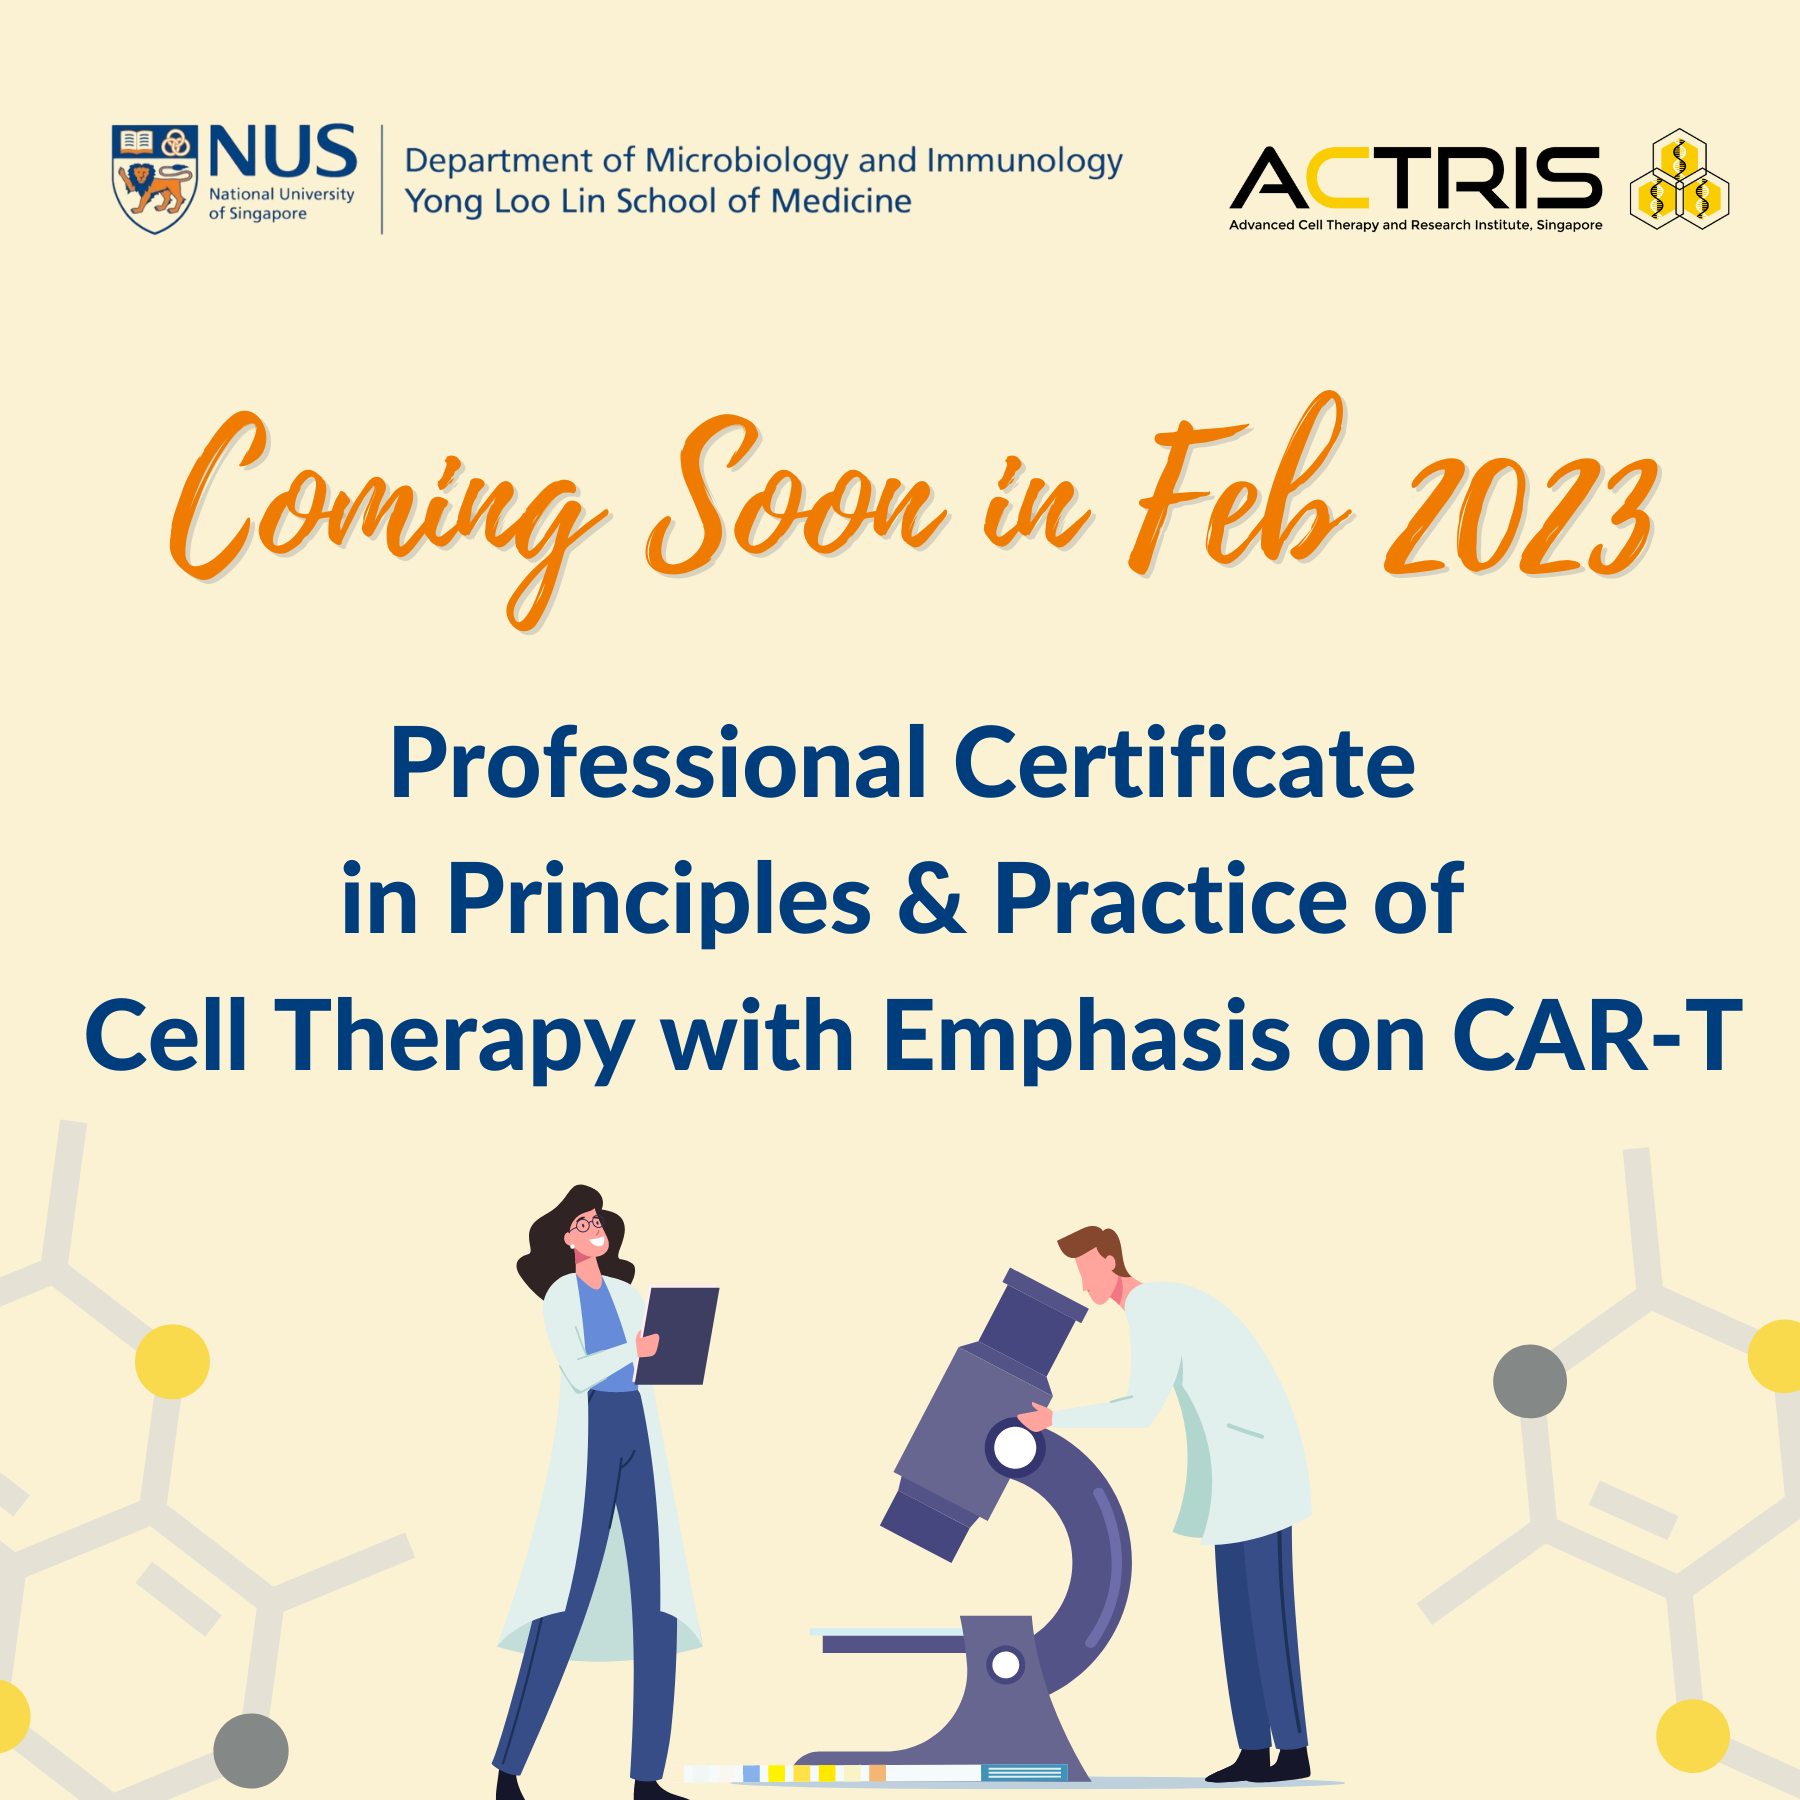 NUS
National University
of Singapore
Department of Microbiology and Immunology
Yong Loo Lin School of Medicine
ACTRIS
Advanced Cell Therapy and Research Institute, Singapore
Coming Soon in Feb 2023
Professional Certificate
in Principles & Practice of
Cell Therapy with Emphasis on CAR-T